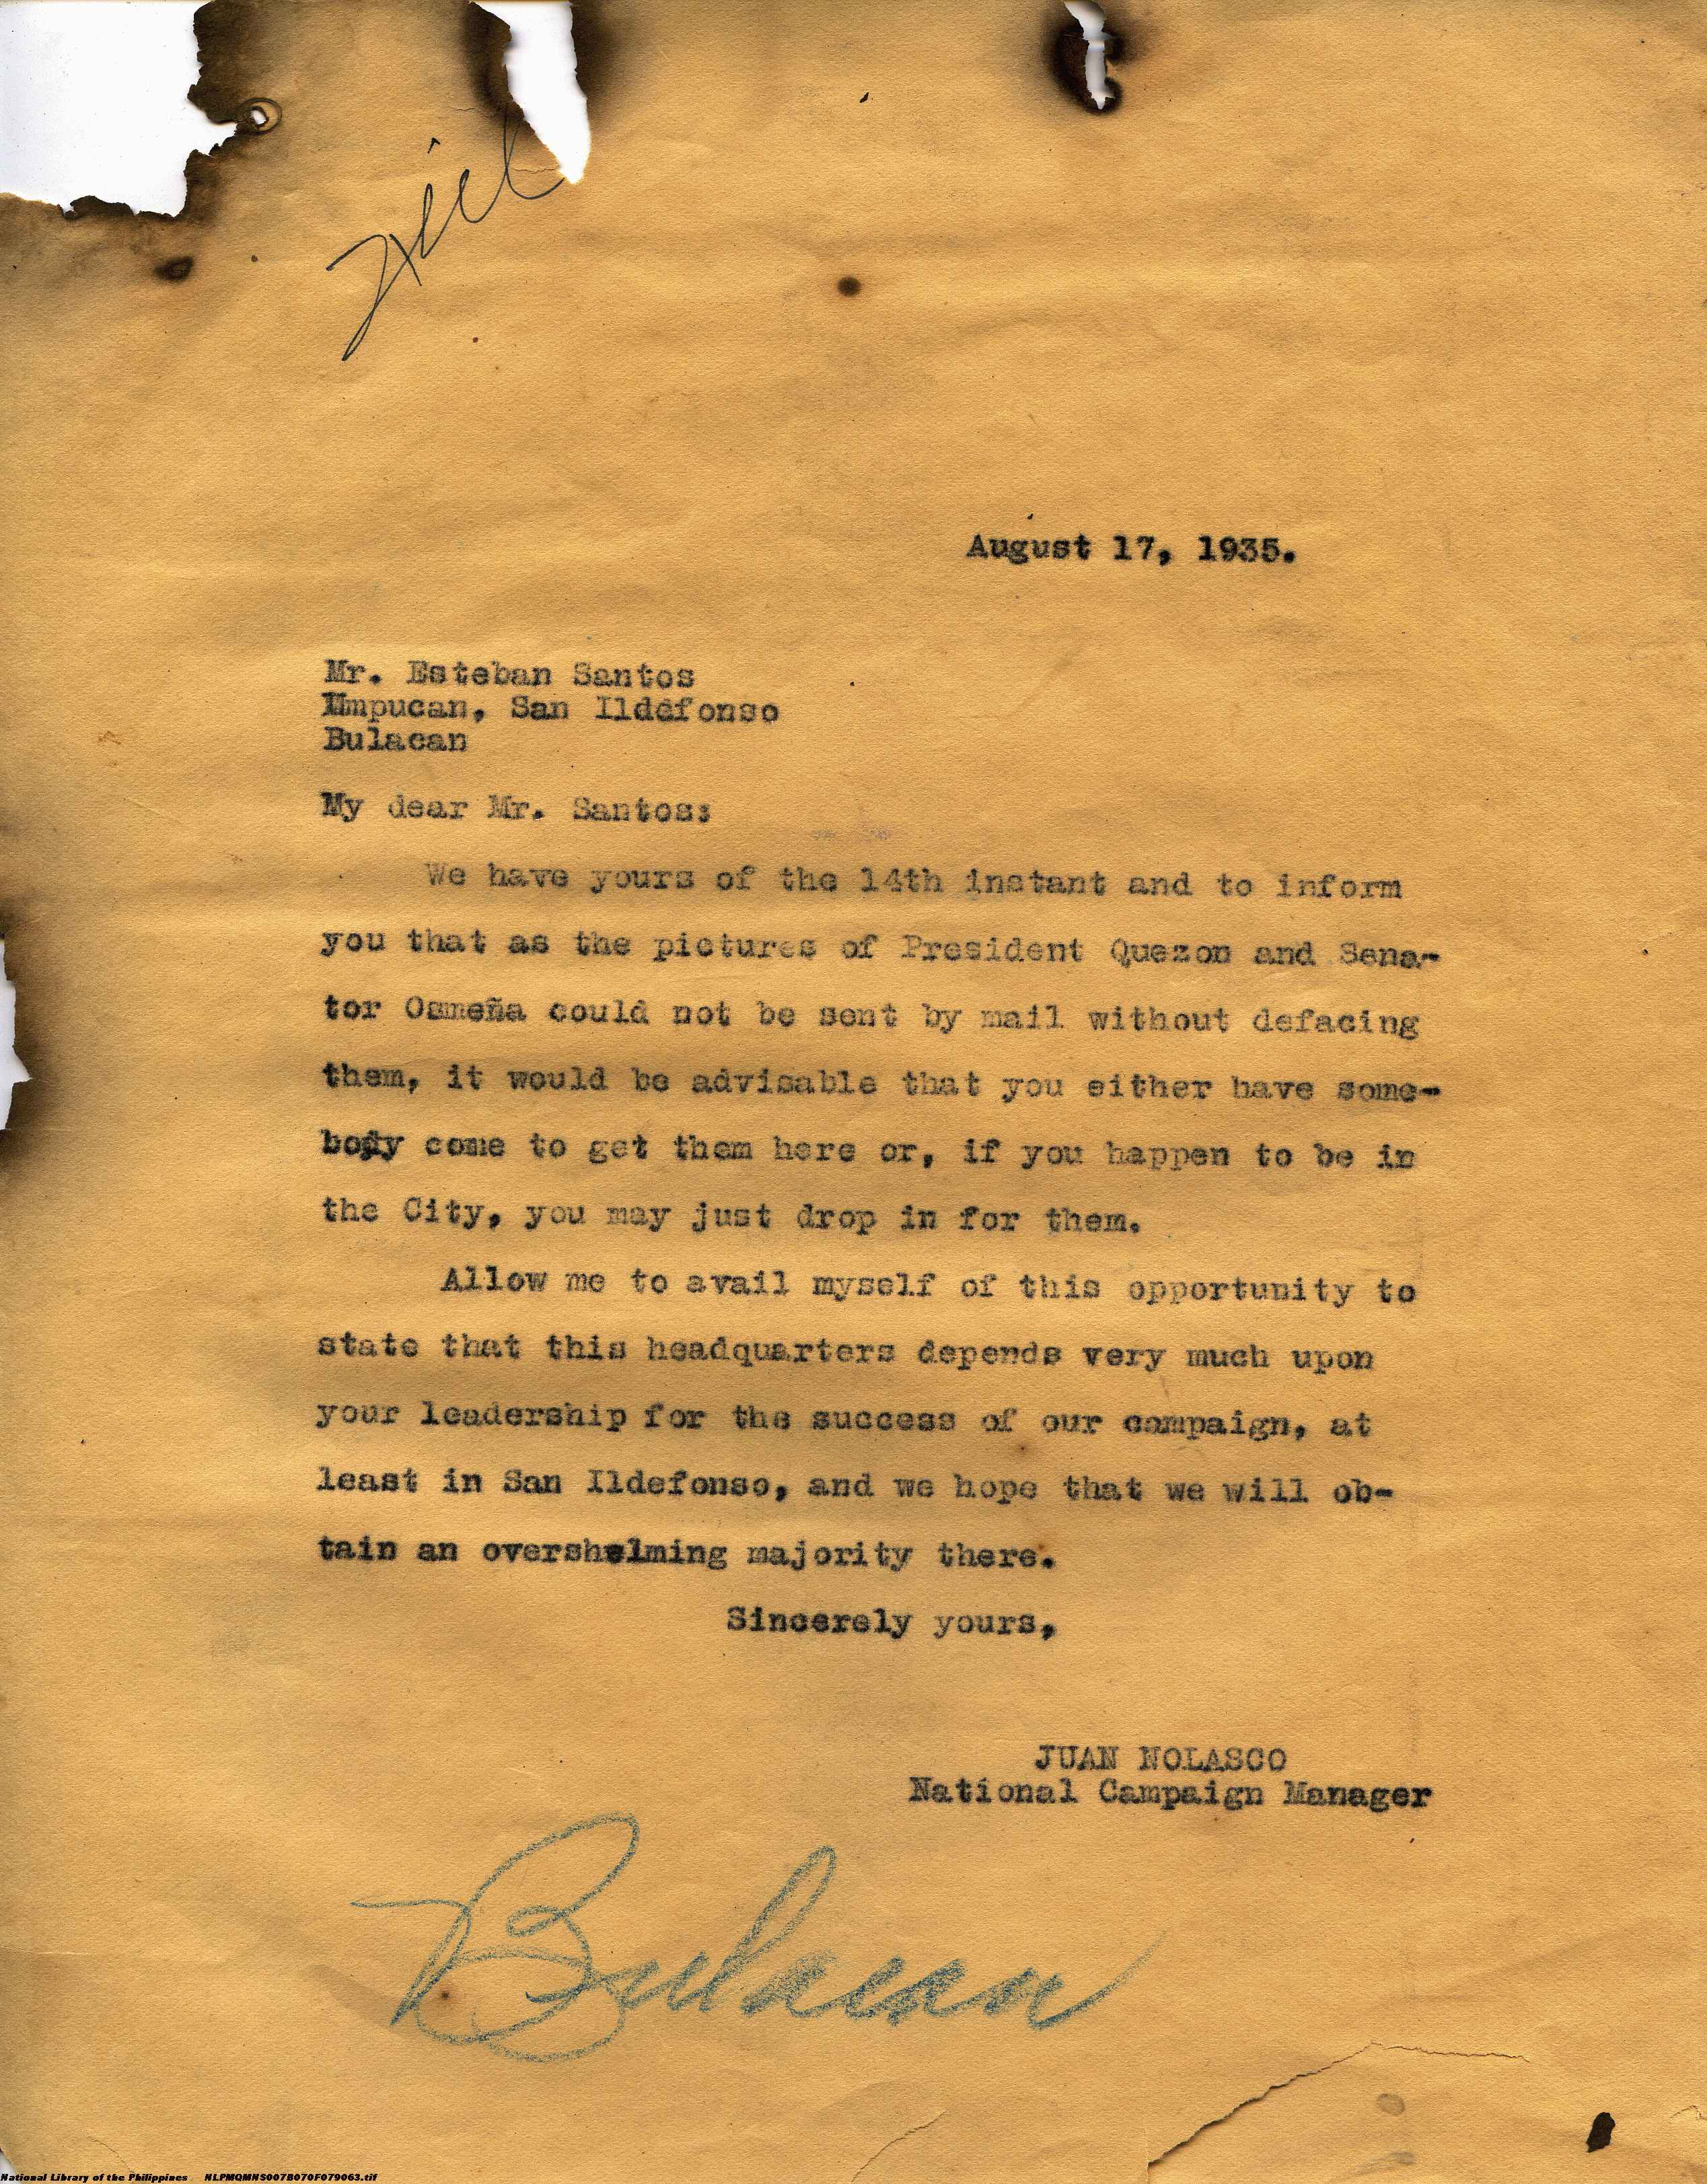 August 17, 1935.
Mr. Esteban Santos
Umpucan, San Ildefonso
Bulacan
My dear Mr. Santos:
We have yours of the 14th instant and to inform
you that as the pictures of President Quezon and Sena-
tor Osmeña could not be sent by mail without defacing
them, it would be advisable that you either have some-
body come to get them here or, if you happen to be in
the City, you may just drop in for them.
Allow me to avail myself of this opportunity to
state that this headquarters depends very much upon
your leadership for the success of our campaign, at
least in San Ildefonso, and we hope that we will ob-
tain an overshelming majority there.
Sincerely yours,
JUAN NOLASCO
National Campaign Manager
Bulacan
National Library of the Philippines NLPMQMNS007B070F079063.tif